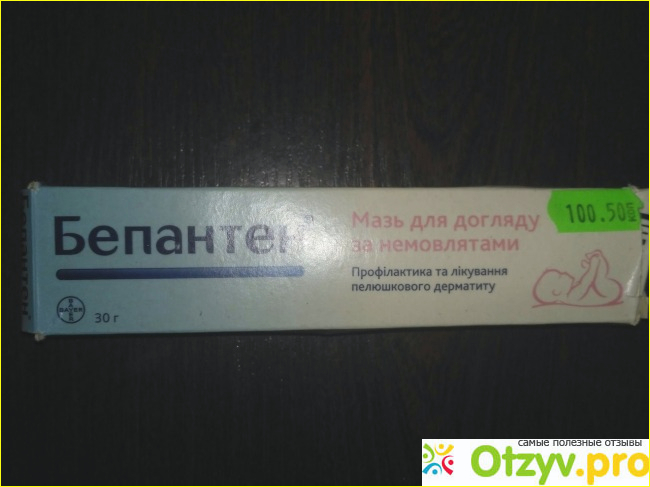 Бепантен®
Мазь для догляду
за немовлятами
Профілактика та лікування
пелюшкового дерматиту
BAYER
30 г
100.50
самые полезные отзывы
Otzyv.pro